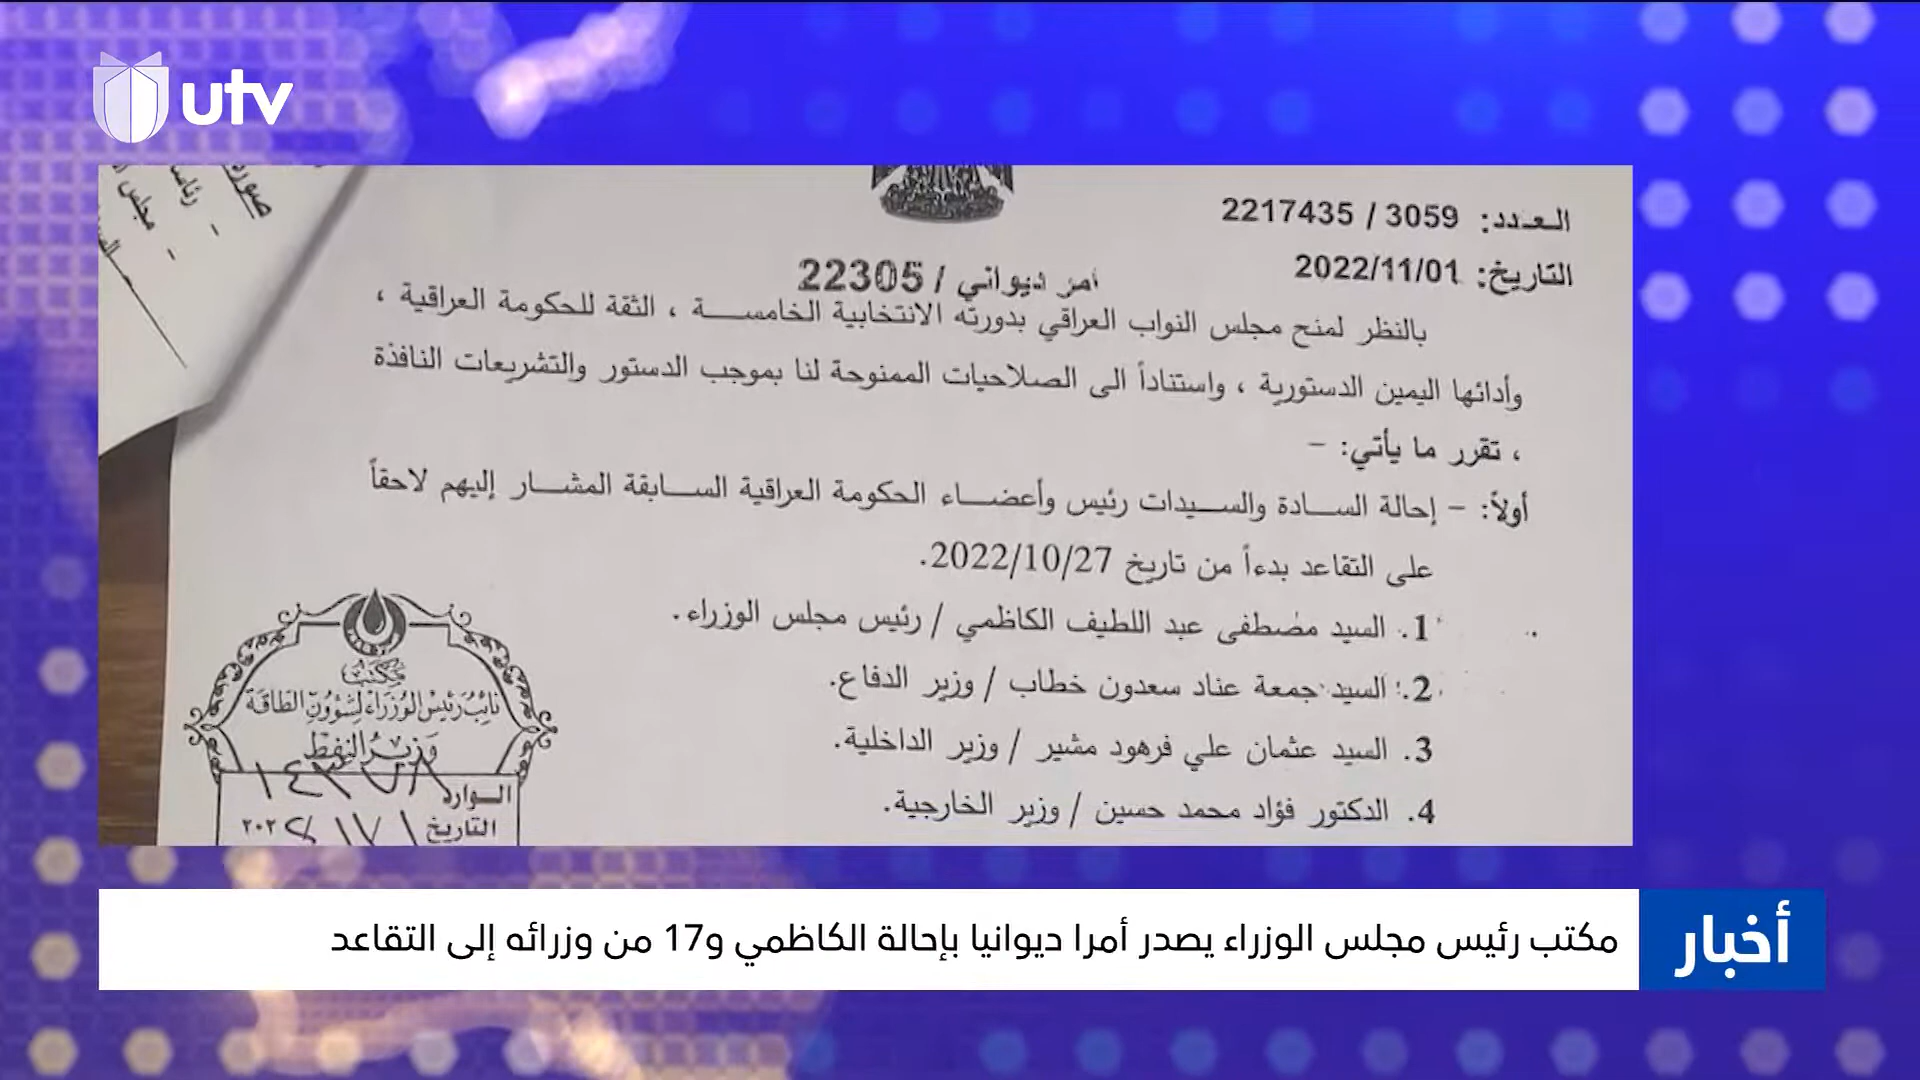 utv
العدد: 3059 / 2217435
التاريخ: 2022/11/01
أمر ديواني / 22305
بالنظر لمنح مجلس النواب العراقي بدورته الانتخابية الخامسة ، الثقة للحكومة العراقية ،
وأدائها اليمين الدستورية ، واستناداً الى الصلاحيات الممنوحة لنا بموجب الدستور والتشريعات النافذة
، تقرر ما يأتي: -
أولاً: - إحالة السادة والسيدات رئيس وأعضاء الحكومة العراقية السابقة المشار إليهم لاحقاً
على التقاعد بدءاً من تاريخ 2022/10/27.
1. السيد مصطفى عبد اللطيف الكاظمي / رئيس مجلس الوزراء.
2. السيد جمعة عناد سعدون خطاب / وزير الدفاع.
3. السيد عثمان علي فرهود مشير / وزير الداخلية.
4. الدكتور فؤاد محمد حسين / وزير الخارجية.
مكتب
نائب رئيس الوزراء لشؤون الطاقة
وزير النفط
الوارد
التاريخ
صورة
مجلس
أخبار
مكتب رئيس مجلس الوزراء يصدر أمرا ديوانيا بإحالة الكاظمي و17 من وزرائه إلى التقاعد